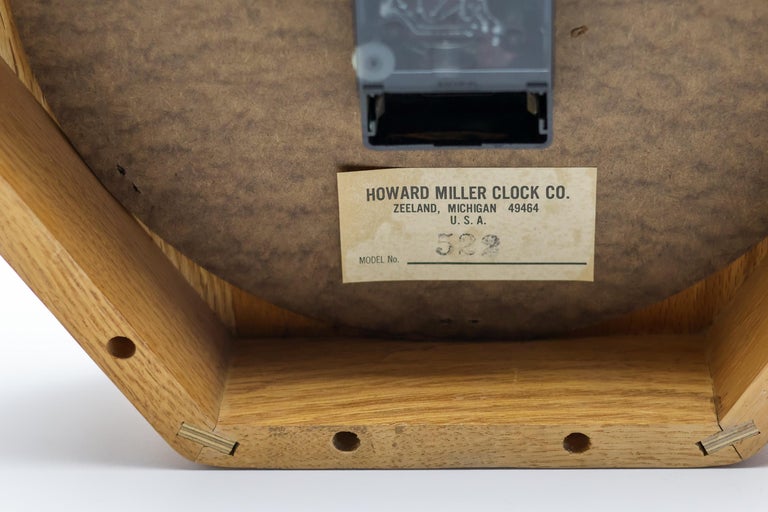 HOWARD MILLER CLOCK CO.
ZEELAND, MICHIGAN 49464
U. S. A.
522
MODEL No.